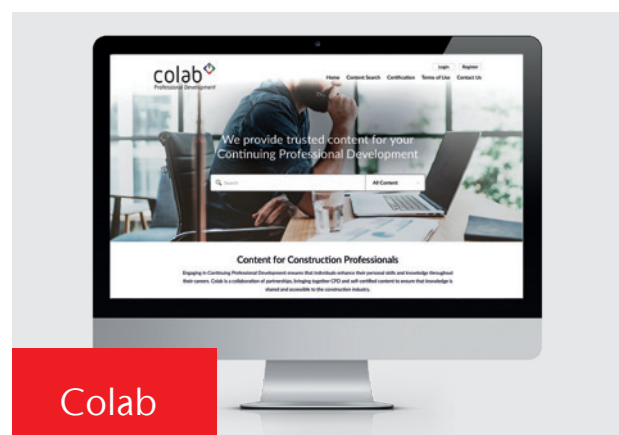 Login Register
colab
Professional Development
Home Content Search Certification Terms of Use Contact Us
We provide trusted content for your
Continuing Professional Development
Search All Content
Content for Construction Professionals
Engaging in Continuing Professional Development ensures that individuals enhance their personal skills and knowledge throughout
their careers. Colab is a collaboration of partnerships, bringing together CPD and self-certified content to ensure that knowledge is
shared and accessible to the construction industry.
Colab